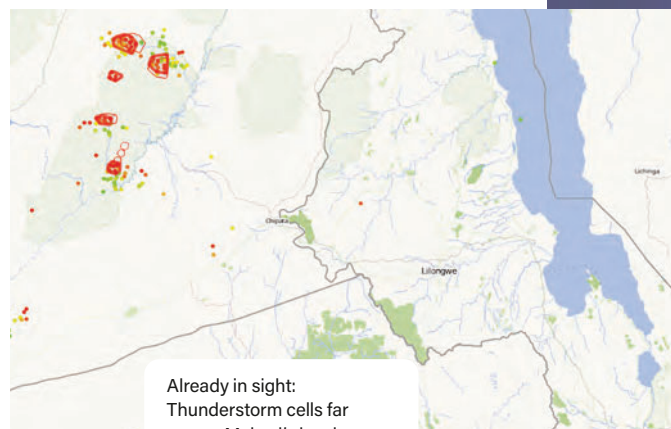 Lichinga
Chipata
Lilongwe
Already in sight:
Thunderstorm cells far